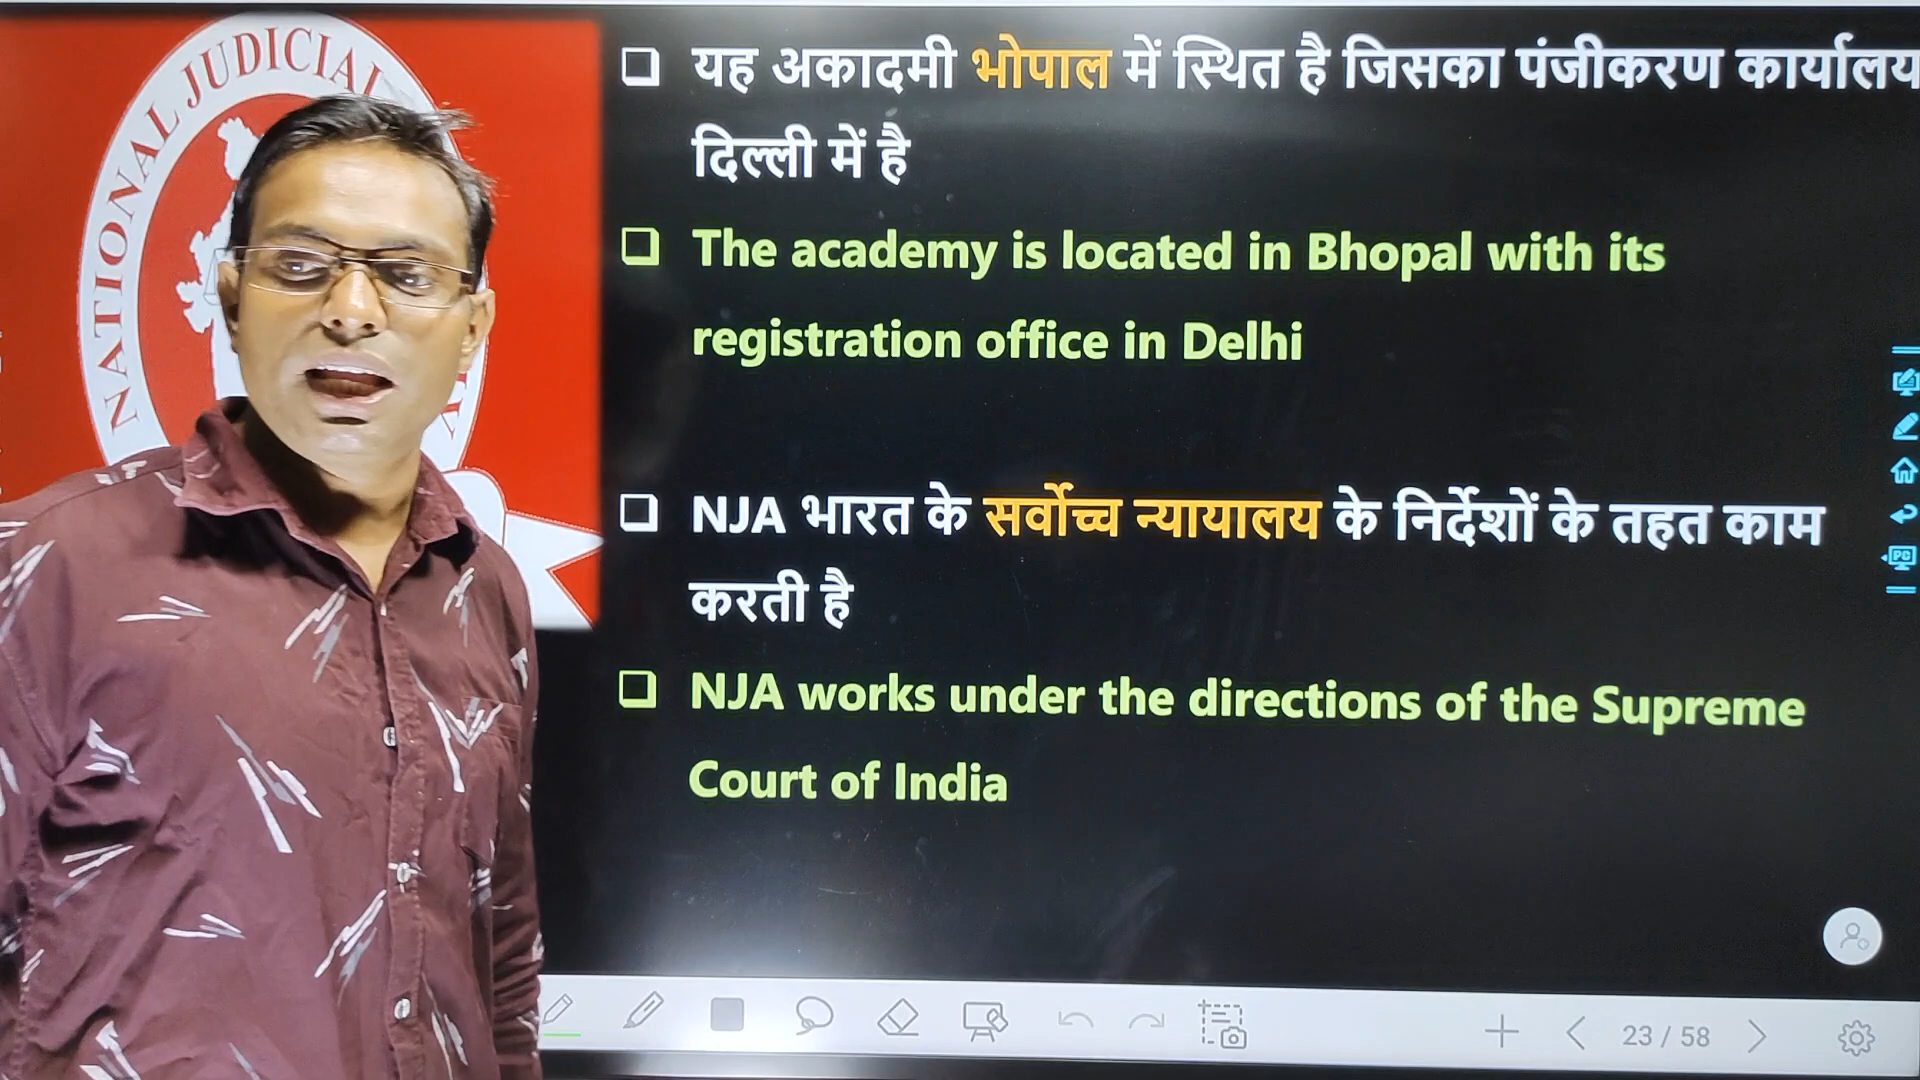 NATIONAL JUDICIAL
यह अकादमी भोपाल में स्थित है जिसका पंजीकरण कार्यालय
दिल्ली में है
The academy is located in Bhopal with its
registration office in Delhi
NJA भारत के सर्वोच्च न्यायालय के निर्देशों के तहत काम
करती है
NJA works under the directions of the Supreme
Court of India
PC
23 / 58